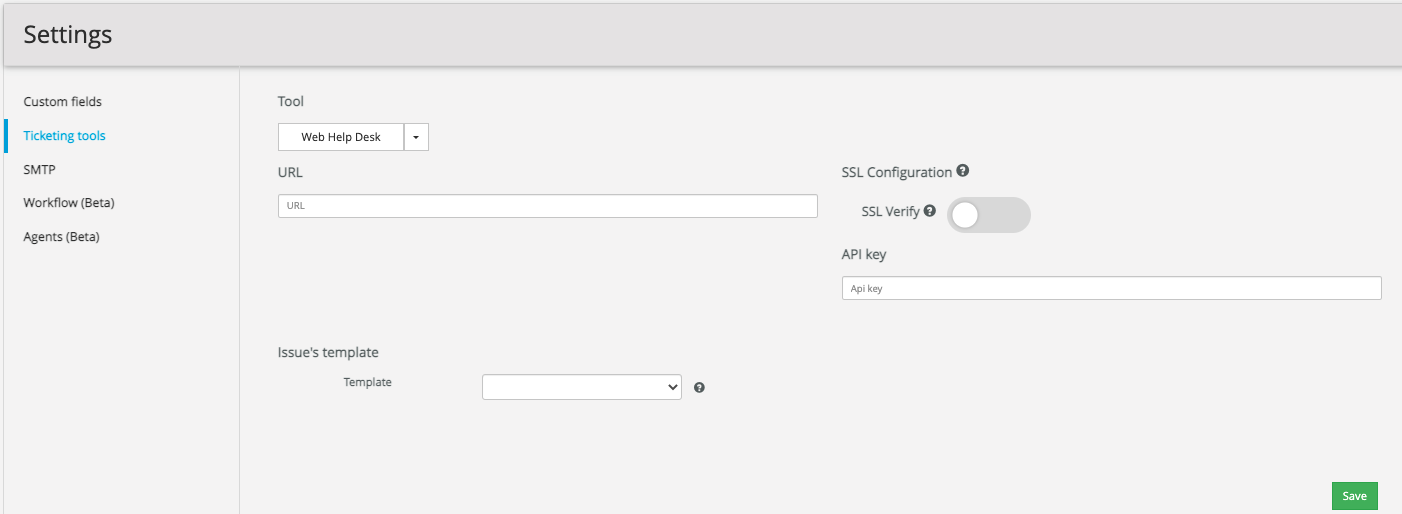 Settings
Custom fields
Ticketing tools
SMTP
Workflow (Beta)
Agents (Beta)
Tool
Web Help Desk
URL
URL
SSL Configuration ?
SSL Verify ?
API key
Api key
Issue's template
Template
?
Save